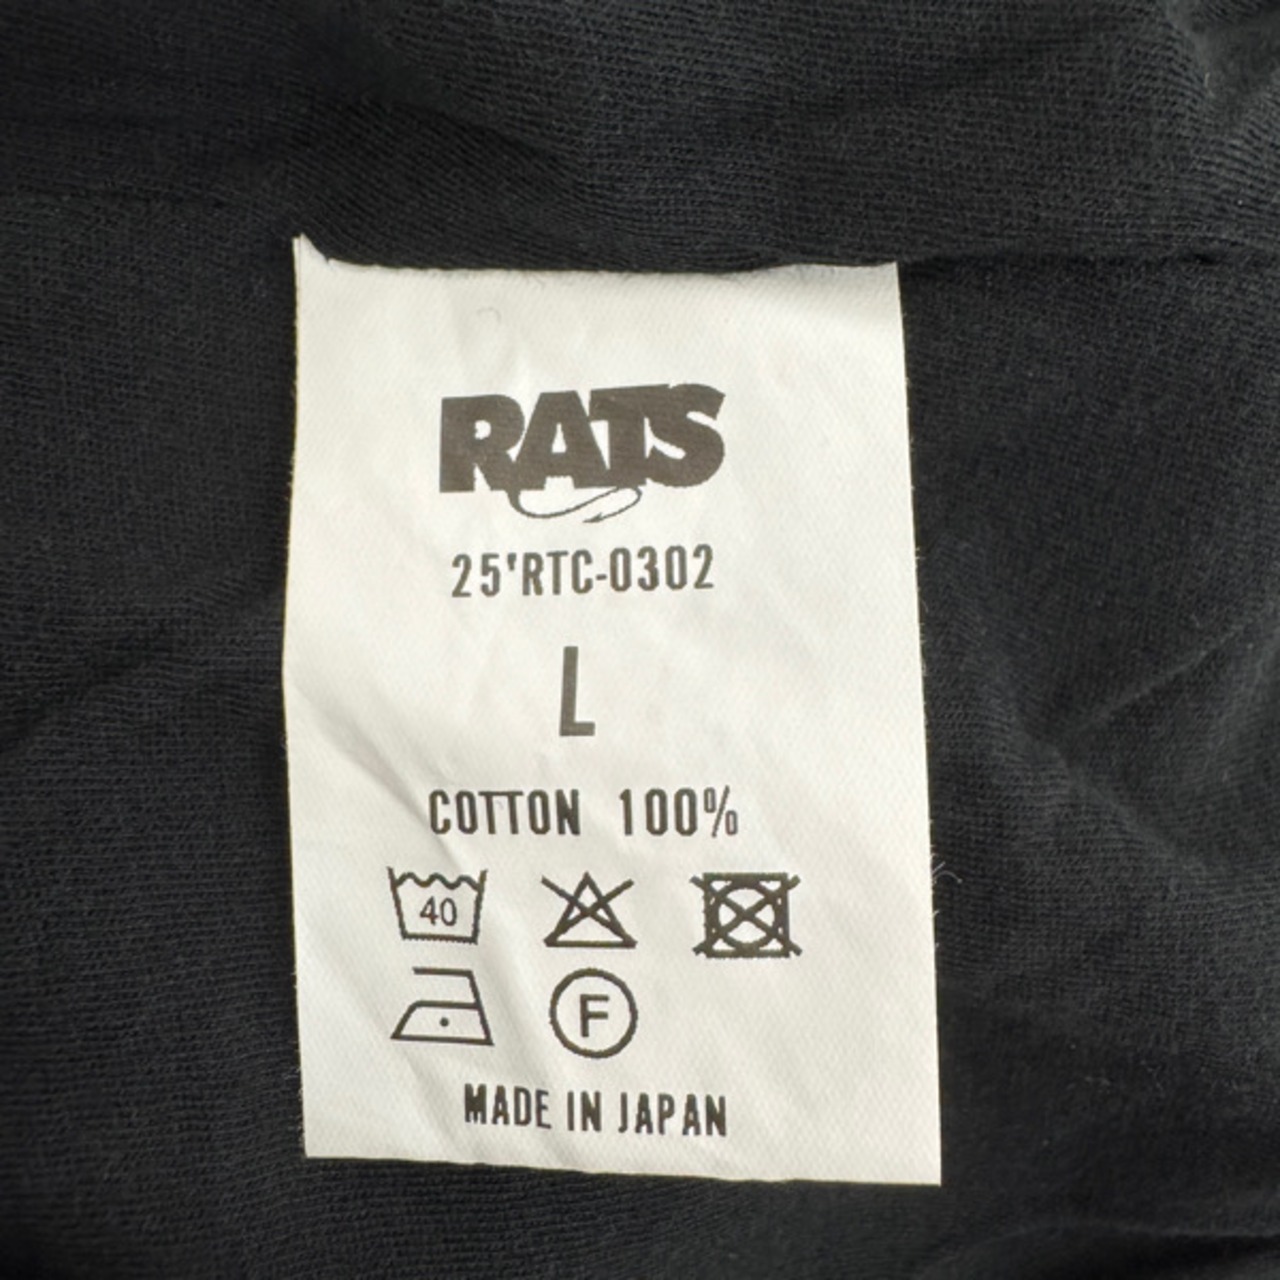 RATS
25'RTC-0302
L
COTTON 100%
40
F
MADE IN JAPAN